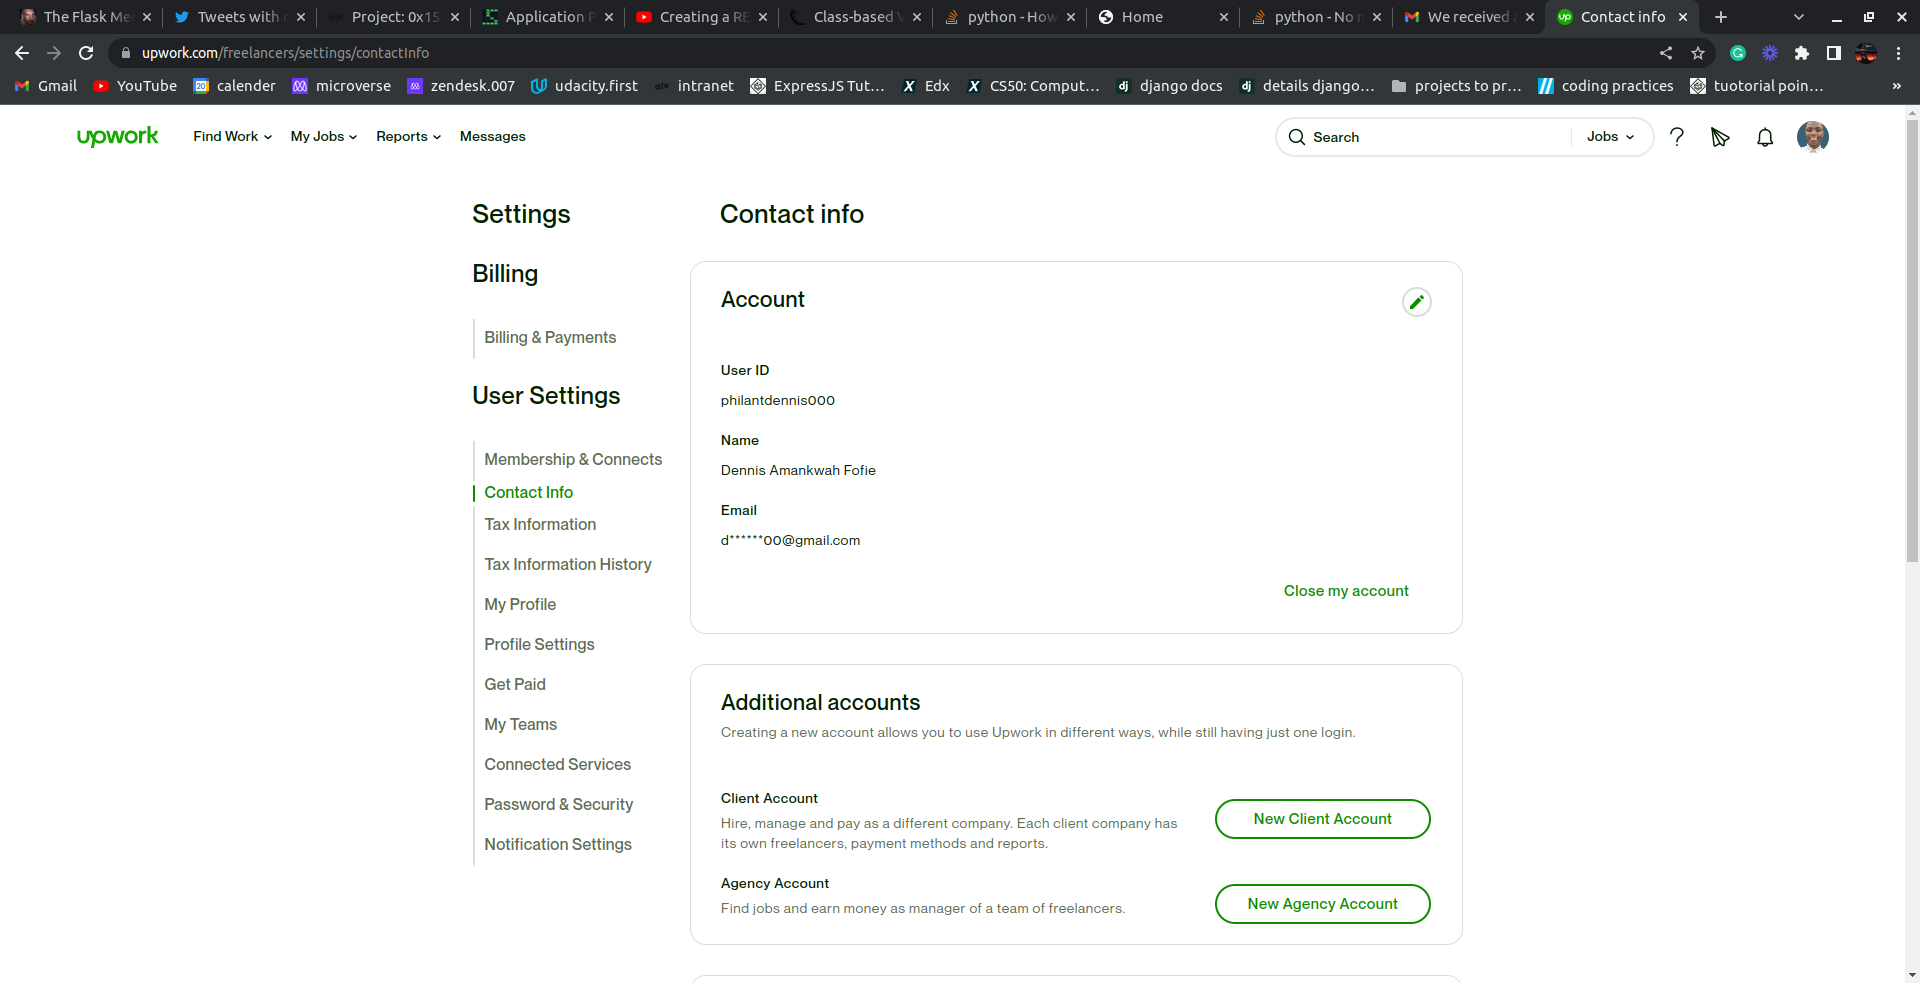 The Flask Me
Tweets with
Project: 0x15
Application
Creating a RE
Class-based
python - How
Home
python - No
We received
Contact info
upwork.com/freelancers/settings/contactInfo
Gmail
YouTube
calender
microverse
zendesk.007
udacity.first
intranet
ExpressJS Tut...
Edx
CS50: Comput...
django docs
details django...
projects to pr...
coding practices
tuotorial poin...
»
upwork
Find Work
My Jobs
Reports
Messages
Search
Jobs
Settings
Billing
Billing & Payments
User Settings
Membership & Connects
Contact Info
Tax Information
Tax Information History
My Profile
Profile Settings
Get Paid
My Teams
Connected Services
Password & Security
Notification Settings
Contact info
Account
User ID
philantdennis000
Name
Dennis Amankwah Fofie
Email
d******00@gmail.com
Close my account
Additional accounts
Creating a new account allows you to use Upwork in different ways, while still having just one login.
Client Account
Hire, manage and pay as a different company. Each client company has
its own freelancers, payment methods and reports.
New Client Account
Agency Account
Find jobs and earn money as manager of a team of freelancers.
New Agency Account